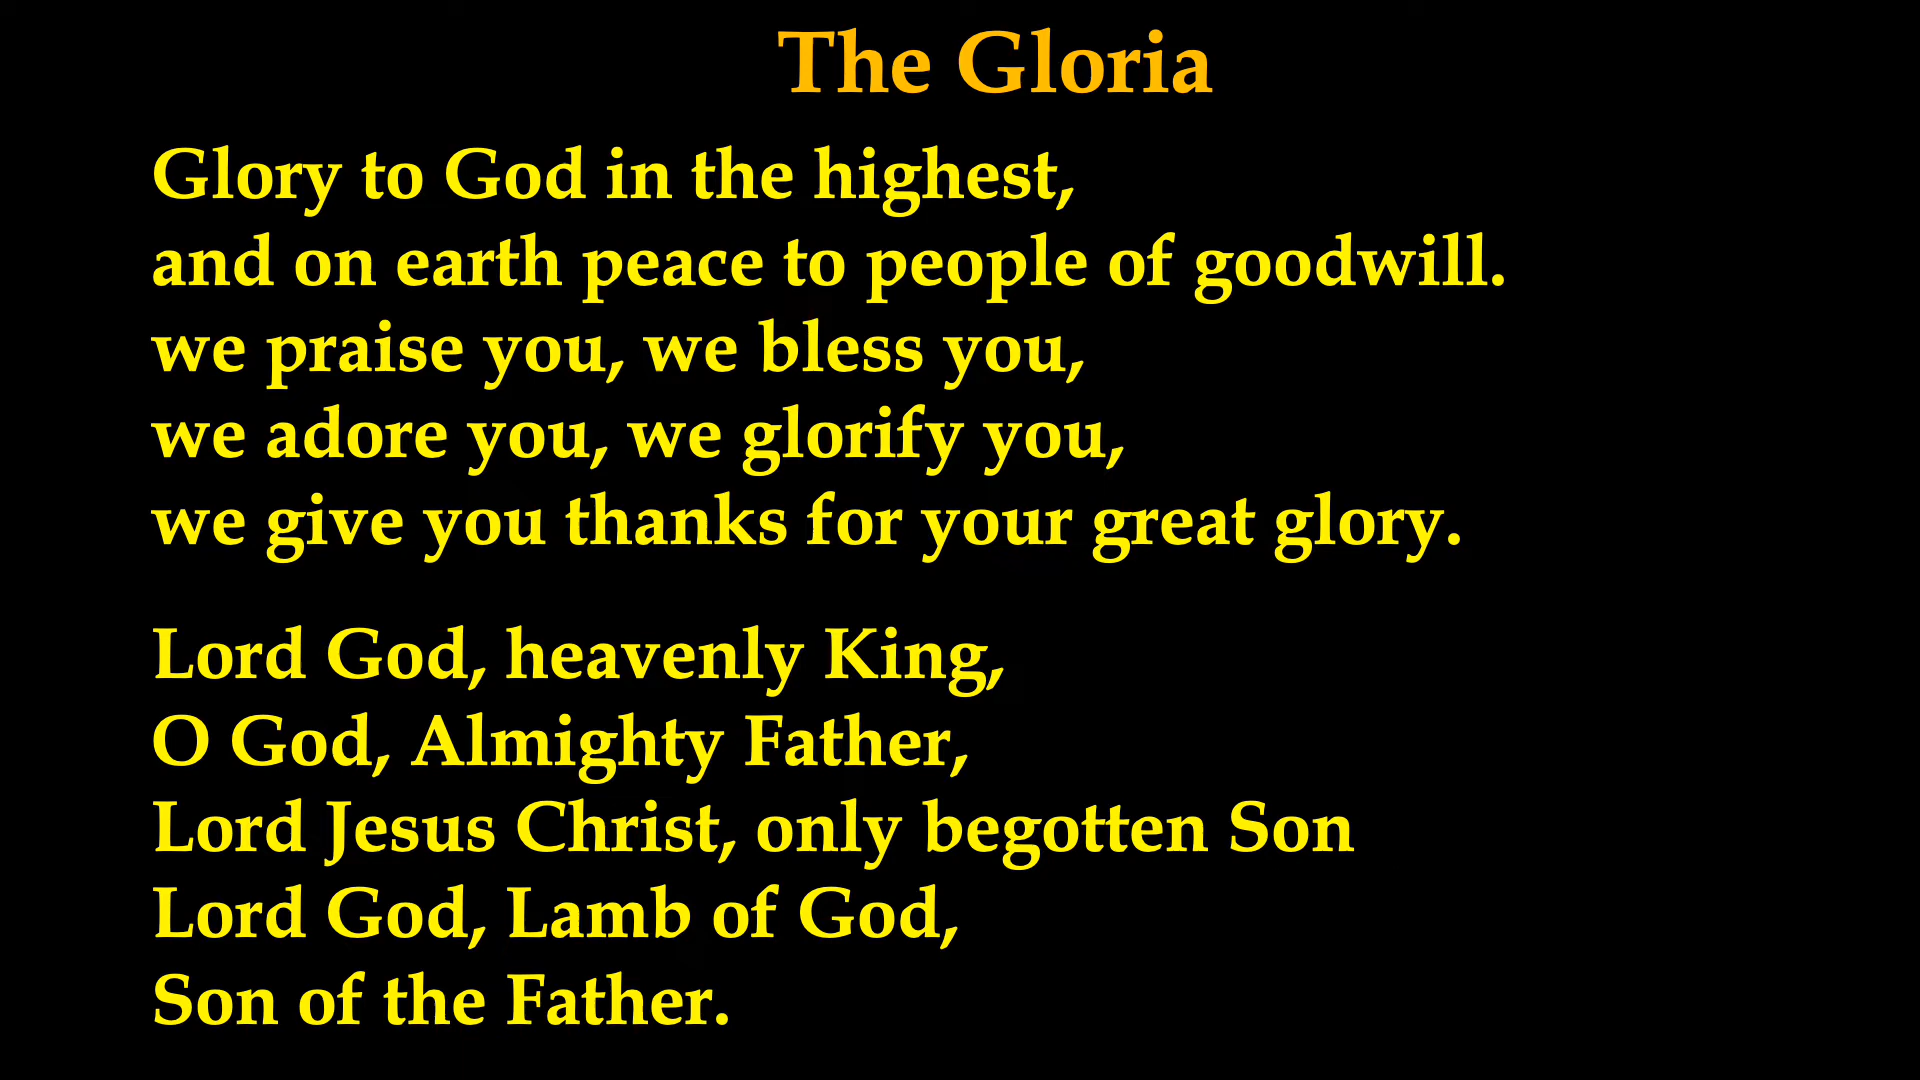 The Gloria
Glory to God in the highest,
and on earth peace to people of goodwill.
we praise you, we bless you,
we adore you, we glorify you,
we give you thanks for your great glory.
Lord God, heavenly King,
O God, Almighty Father,
Lord Jesus Christ, only begotten Son
Lord God, Lamb of God,
Son of the Father.